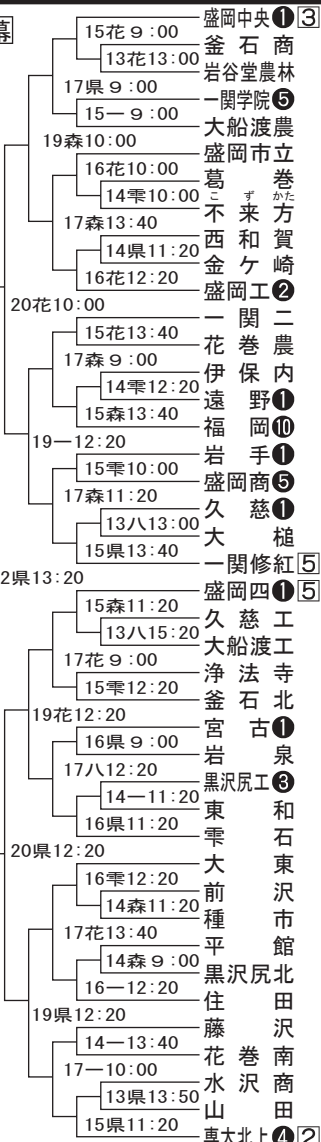 幕
盛岡中央❶3
15花9:00
釜石商
13花13:00
岩谷堂農林
17県9:00
一関学院❺
15一9:00
大船渡農
19森10:00
盛岡市立
16花10:00
葛巻
14雫10:00
こずかた
不来方
17森13:40
西和賀
14県11:20
金ケ崎
16花12:20
盛岡工❷
20花10:00
一関二
15花13:40
花巻農
17森9:00
伊保内
14雫12:20
遠野❶
15森13:40
福岡❿
19一12:20
岩手❶
15雫10:00
盛岡商❺
17森11:20
久慈❶
13八13:00
大槌
15県13:40
一関修紅5
2県13:20
盛岡四❶5
15森11:20
久慈工
13八15:20
大船渡工
17花9:00
浄法寺
15雫12:20
釜石北
19花12:20
宮古❶
16県9:00
岩泉
17八12:20
黒沢尻工❸
14一11:20
東和
16県11:20
雫石
20県12:20
大東
16雫12:20
前沢
14森11:20
種市
17花13:40
平舘
14森9:00
黒沢尻北
16一12:20
住田
19県12:20
藤沢
14一13:40
花巻南
17一10:00
水沢商
13県13:50
山田
15県11:20
専大北上❹2